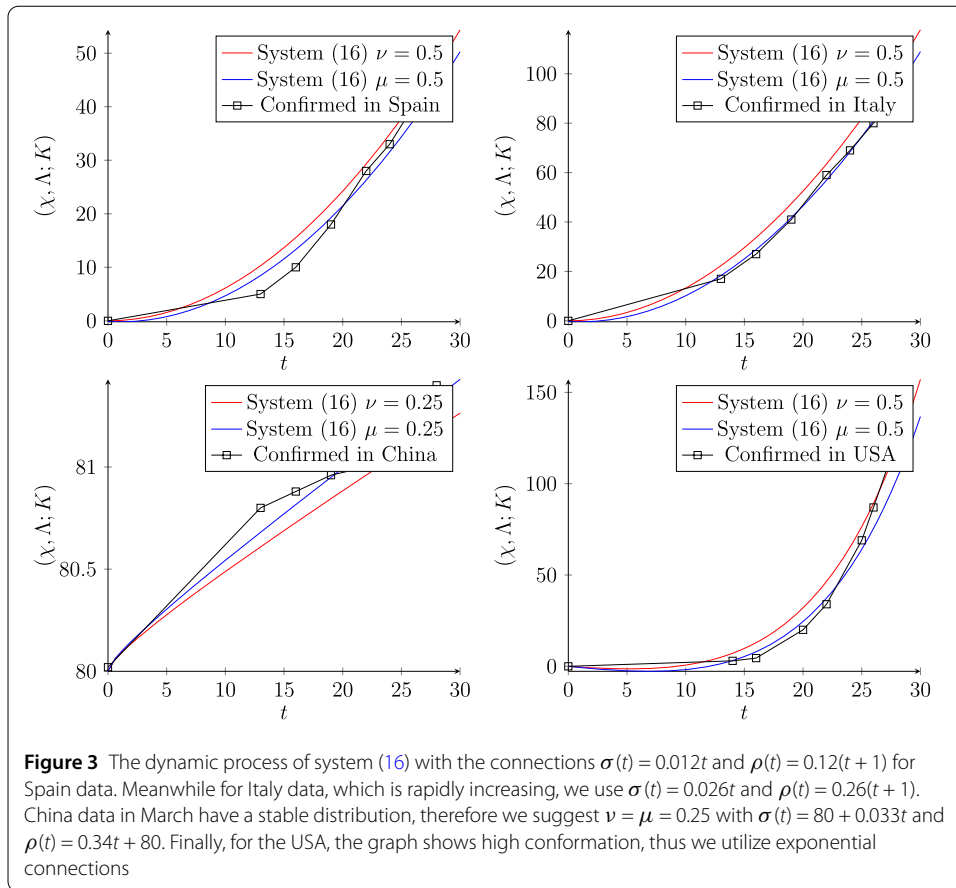 System (16) ν = 0.5
System (16) μ = 0.5
Confirmed in Spain
50
40
30
20
10
0
(χ, Λ; K)
0 5 10 15 20 25 30
t
System (16) ν = 0.5
System (16) μ = 0.5
Confirmed in Italy
100
80
60
40
20
0
(χ, Λ; K)
0 5 10 15 20 25 30
t
System (16) ν = 0.25
System (16) μ = 0.25
Confirmed in China
81
80.5
80
(χ, Λ; K)
0 5 10 15 20 25 30
t
System (16) ν = 0.5
System (16) μ = 0.5
Confirmed in USA
150
100
50
0
(χ, Λ; K)
0 5 10 15 20 25 30
t
Figure 3 The dynamic process of system (16) with the connections σ(t) = 0.012t and ρ(t) = 0.12(t + 1) for
Spain data. Meanwhile for Italy data, which is rapidly increasing, we use σ(t) = 0.026t and ρ(t) = 0.26(t + 1).
China data in March have a stable distribution, therefore we suggest ν = μ = 0.25 with σ(t) = 80 + 0.033t and
ρ(t) = 0.34t + 80. Finally, for the USA, the graph shows high conformation, thus we utilize exponential
connections